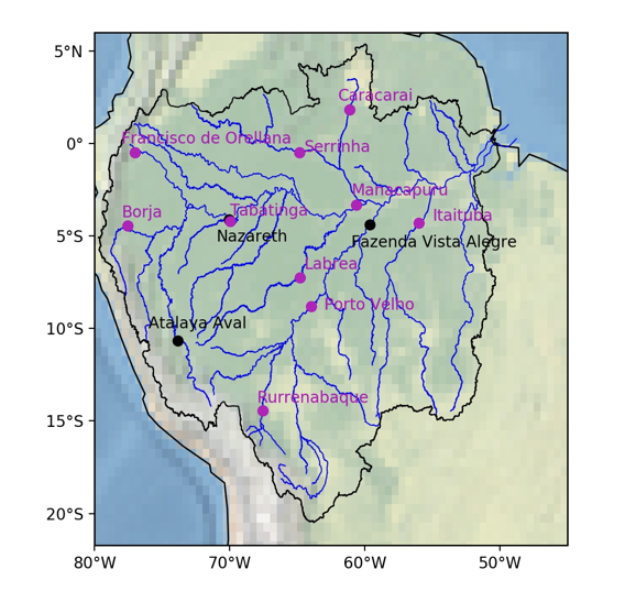 5°N
Caracarai
0°
Francisco de Orellana
Serrinha
Manacapuru
Borja
Tabatinga
Itaituba
5°S
Nazáreth
Fazenda Vista Alegre
Labrea
Porto Velho
10°S
Atalaya Aval
Rurrenabaque
15°S
20°S
80°W
70°W
60°W
50°W